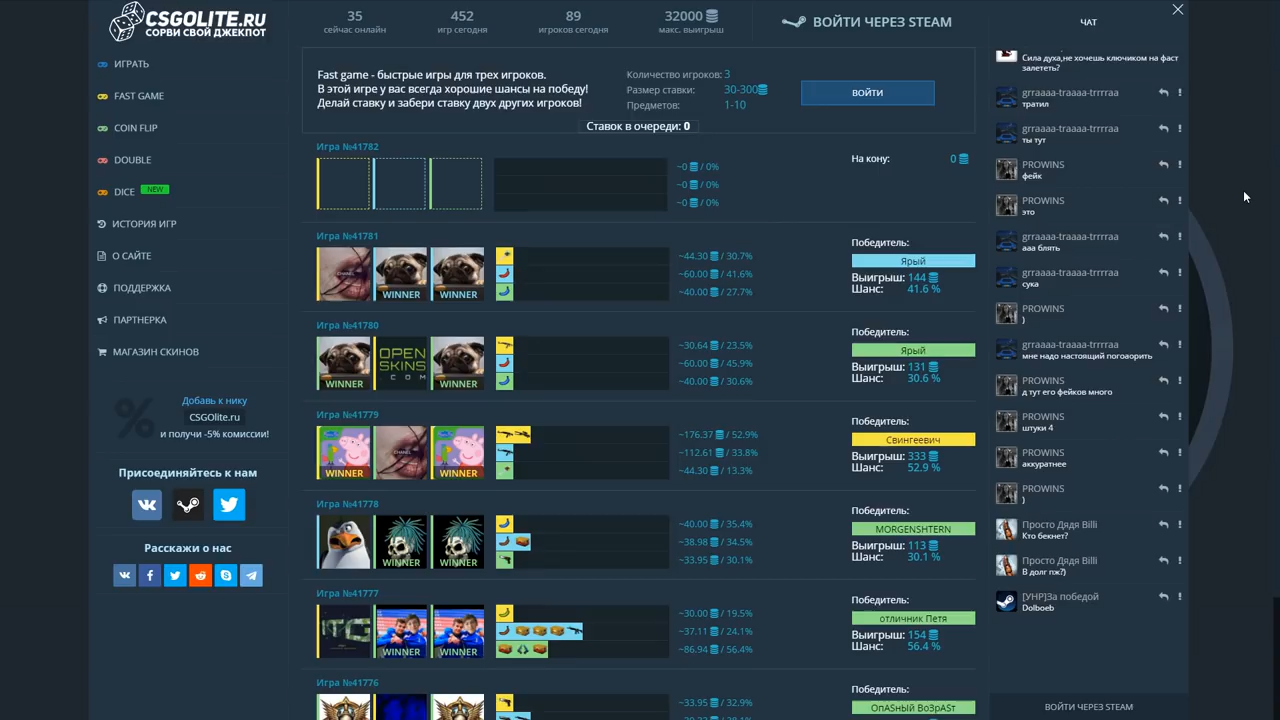 CSGOLITE.RU
СОРВИ СВОЙ ДЖЕКПОТ
ИГРАТЬ
FAST GAME
COIN FLIP
DOUBLE
DICE NEW
ИСТОРИЯ ИГР
О САЙТЕ
ПОДДЕРЖКА
ПАРТНЕРКА
МАГАЗИН СКИНОВ
%
Добавь к нику
CSGOlite.ru
и получи -5% комиссии!
Присоединяйтесь к нам
Расскажи о нас
35
сейчас онлайн
452
игр сегодня
89
игроков сегодня
32000
макс. выигрыш
ВОЙТИ ЧЕРЕЗ STEAM
Fast game - быстрые игры для трех игроков.
В этой игре у вас всегда хорошие шансы на победу!
Делай ставку и забери ставку двух других игроков!
Количество игроков: 3
Размер ставки: 30-300
Предметов: 1-10
ВОЙТИ
Ставок в очереди: 0
Игра №41782
~0 / 0%
~0 / 0%
~0 / 0%
На кону: 0
Игра №41781
CHANEL
WINNER
WINNER
~44.30 / 30.7%
~60.00 / 41.6%
~40.00 / 27.7%
Победитель:
Ярый
Выигрыш: 144
Шанс: 41.6 %
Игра №41780
WINNER
OPEN
SKINS
COM
WINNER
~30.64 / 23.5%
~60.00 / 45.9%
~40.00 / 30.6%
Победитель:
Ярый
Выигрыш: 131
Шанс: 30.6 %
Игра №41779
WINNER
CHANEL
WINNER
~176.37 / 52.9%
~112.61 / 33.8%
~44.30 / 13.3%
Победитель:
Свингеевич
Выигрыш: 333
Шанс: 52.9 %
Игра №41778
WINNER
WINNER
~40.00 / 35.4%
~38.98 / 34.5%
~33.95 / 30.1%
Победитель:
MORGENSHTERN
Выигрыш: 113
Шанс: 30.1 %
Игра №41777
WINNER
WINNER
~30.00 / 19.5%
~37.11 / 24.1%
~86.94 / 56.4%
Победитель:
отличник Петя
Выигрыш: 154
Шанс: 56.4 %
Игра №41776
~33.95 / 32.9%
Победитель:
ОпАSНЫЙ ВоЗрАSт
ЧАТ
Сила духа,не хочешь ключиком на фаст
залететь?
grraaaa-traaaa-trrrraa
тратил
grraaaa-traaaa-trrrraa
ты тут
PROWINS
фейк
PROWINS
это
grraaaa-traaaa-trrrraa
ааа блять
grraaaa-traaaa-trrrraa
сука
PROWINS
)
grraaaa-traaaa-trrrraa
мне надо настоящий погоаорить
PROWINS
д тут его фейков много
PROWINS
штуки 4
PROWINS
аккуратнее
PROWINS
)
Просто Дядя Billi
Кто бекнет?
Просто Дядя Billi
В долг пж?)
[УНР]За победой
Dolboeb
ВОЙТИ ЧЕРЕЗ STEAM